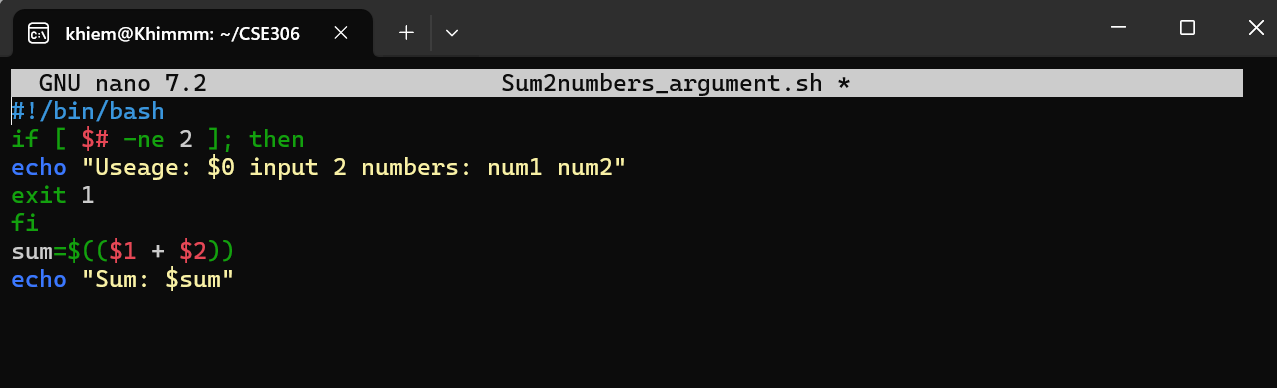 khiem@Khimmm: ~/CSE306
GNU nano 7.2 Sum2numbers_argument.sh *
#!/bin/bash
if [ $# -ne 2 ]; then
echo "Useage: $0 input 2 numbers: num1 num2"
exit 1
fi
sum=$(($1 + $2))
echo "Sum: $sum"